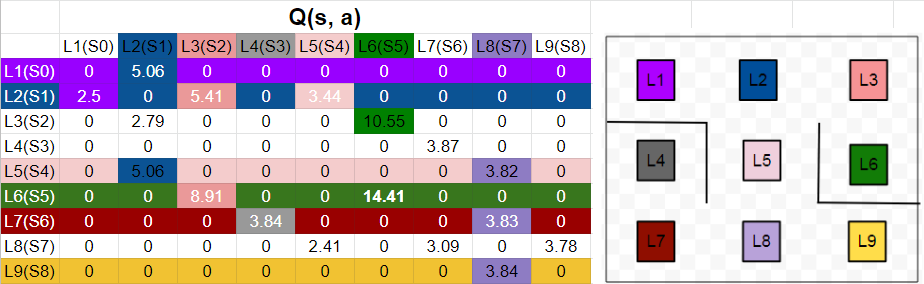 Q(s, a)
L1(S0) L2(S1) L3(S2) L4(S3) L5(S4) L6(S5) L7(S6) L8(S7) L9(S8)
L1(S0) 0 5.06 0 0 0 0 0 0 0
L2(S1) 2.5 0 5.41 0 3.44 0 0 0 0
L3(S2) 0 2.79 0 0 0 10.55 0 0 0
L4(S3) 0 0 0 0 0 0 3.87 0 0
L5(S4) 0 5.06 0 0 0 0 0 3.82 0
L6(S5) 0 0 8.91 0 0 14.41 0 0 0
L7(S6) 0 0 0 3.84 0 0 0 3.83 0
L8(S7) 0 0 0 0 2.41 0 3.09 0 3.78
L9(S8) 0 0 0 0 0 0 0 3.84 0
L1 L2 L3
L4 L5 L6
L7 L8 L9